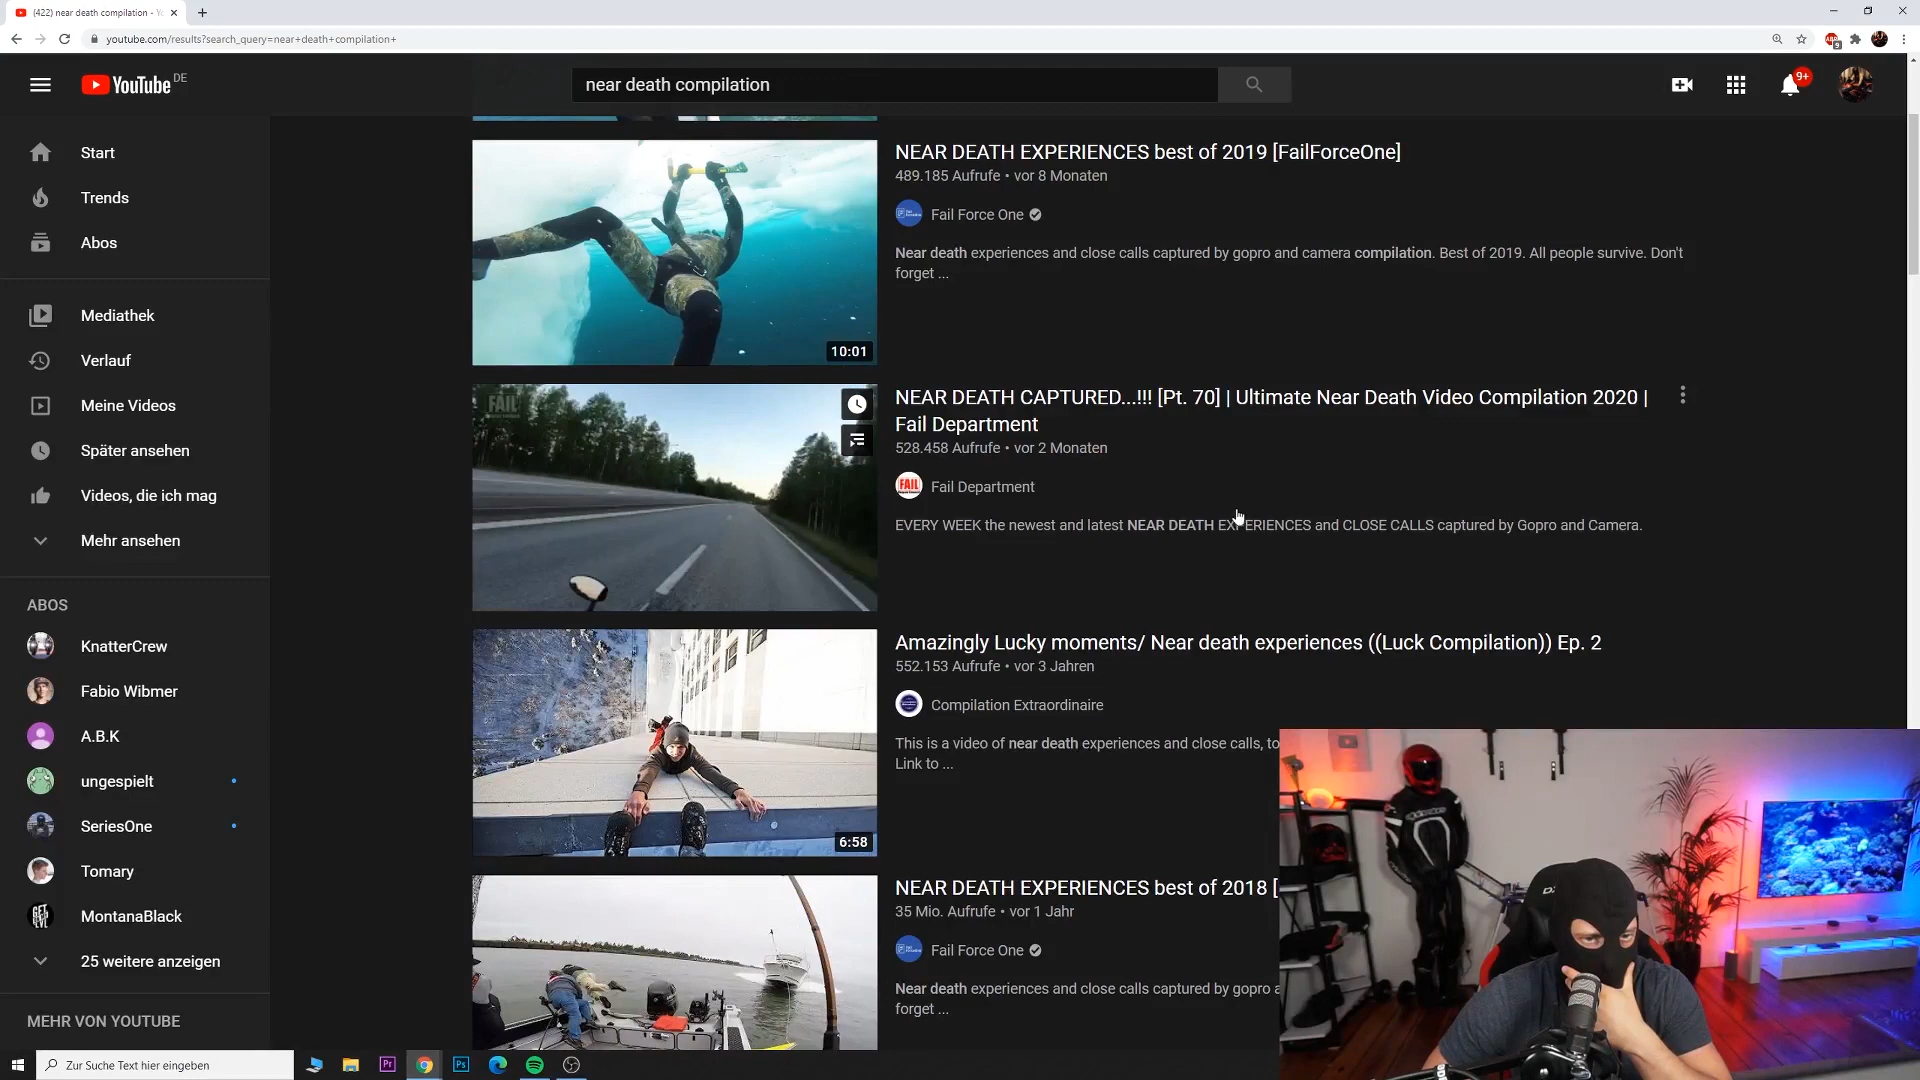 (422) near death compilation - Yo
youtube.com/results?search_query=near+death+compilation+
YouTube DE
near death compilation
9+
Start
Trends
Abos
Mediathek
Verlauf
Meine Videos
Später ansehen
Videos, die ich mag
Mehr ansehen
ABOS
KnatterCrew
Fabio Wibmer
A.B.K
ungespielt
SeriesOne
Tomary
MontanaBlack
25 weitere anzeigen
MEHR VON YOUTUBE
10:01
NEAR DEATH EXPERIENCES best of 2019 [FailForceOne]
489.185 Aufrufe • vor 8 Monaten
Fail Force One
Near death experiences and close calls captured by gopro and camera compilation. Best of 2019. All people survive. Don't
forget ...
FAIL
NEAR DEATH CAPTURED...!!! [Pt. 70] | Ultimate Near Death Video Compilation 2020 |
Fail Department
528.458 Aufrufe • vor 2 Monaten
FAIL
Fail Department
EVERY WEEK the newest and latest NEAR DEATH EXPERIENCES and CLOSE CALLS captured by Gopro and Camera.
6:58
Amazingly Lucky moments/ Near death experiences ((Luck Compilation)) Ep. 2
552.153 Aufrufe • vor 3 Jahren
Compilation Extraordinaire
This is a video of near death experiences and close calls, to
Link to ...
NEAR DEATH EXPERIENCES best of 2018 [
35 Mio. Aufrufe • vor 1 Jahr
Fail Force One
Near death experiences and close calls captured by gopro a
forget ...
Zur Suche Text hier eingeben
Pr
Ps